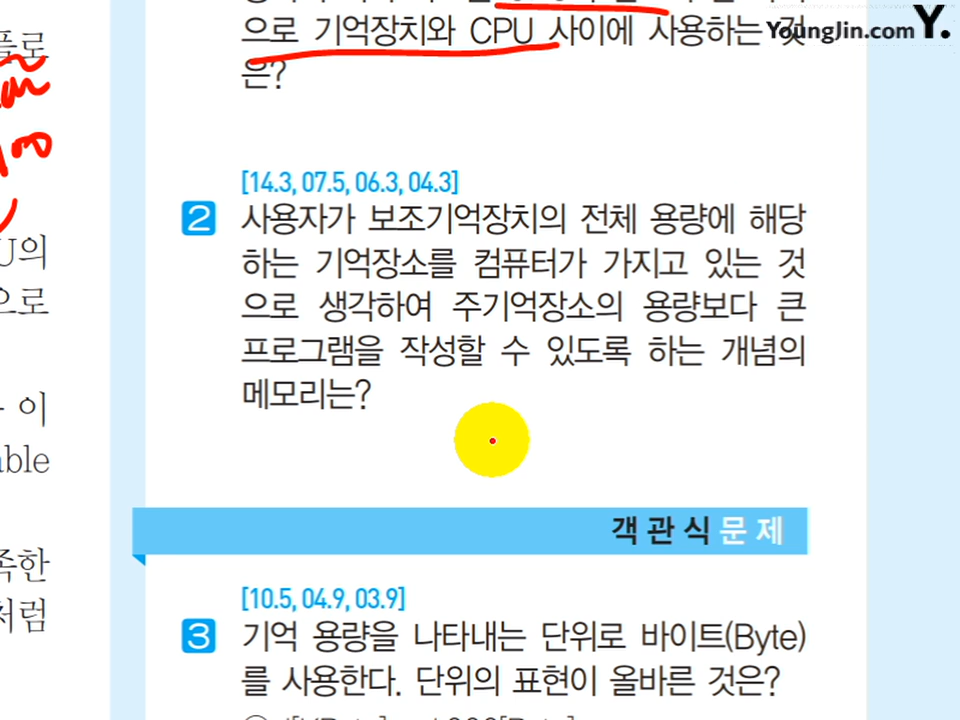 YoungJin.com Y.
으로 기억장치와 CPU 사이에 사용하는 것
은?
플로
[14.3, 07.5, 06.3, 04.3]
2 사용자가 보조기억장치의 전체 용량에 해당
하는 기억장소를 컴퓨터가 가지고 있는 것
으로 생각하여 주기억장소의 용량보다 큰
프로그램을 작성할 수 있도록 하는 개념의
메모리는?
U의
으로
이
able
족한
처럼
객관식 문제
[10.5, 04.9, 03.9]
3 기억 용량을 나타내는 단위로 바이트(Byte)
를 사용한다. 단위의 표현이 올바른 것은?